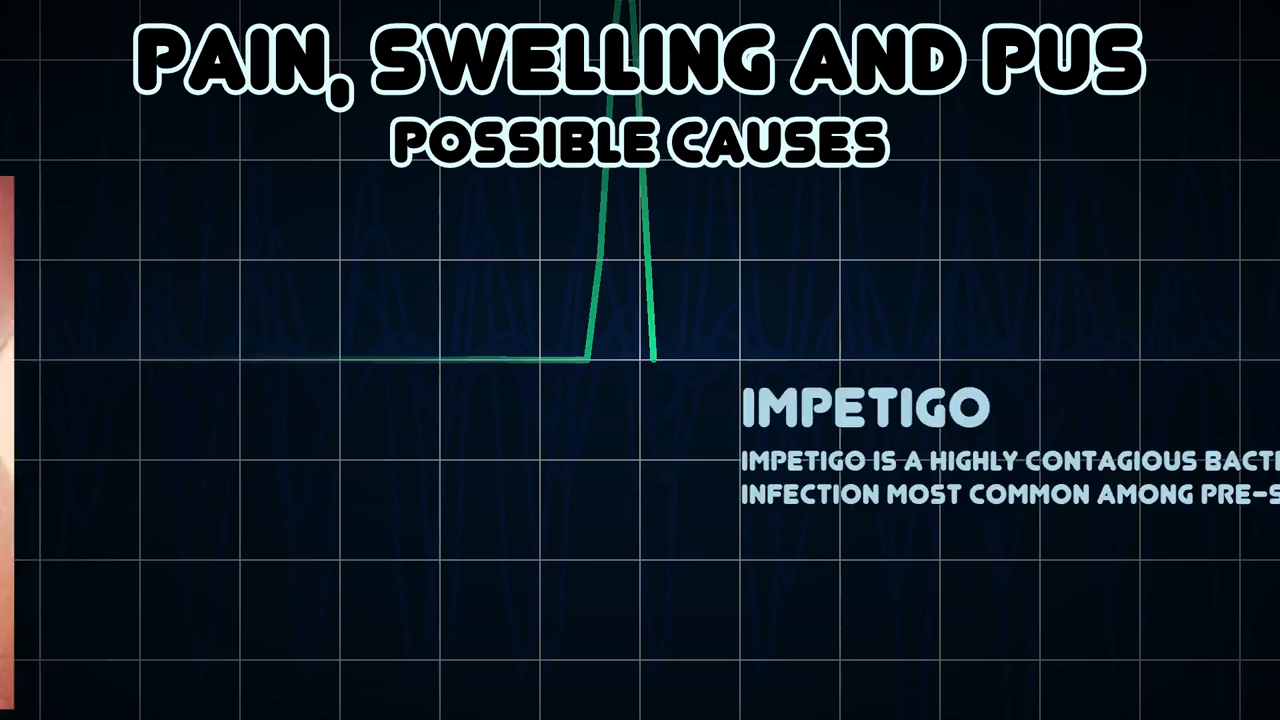 PAIN, SWELLING AND PUS
POSSIBLE CAUSES
IMPETIGO
IMPETIGO IS A HIGHLY CONTAGIOUS
INFECTION MOST COMMON AMONG